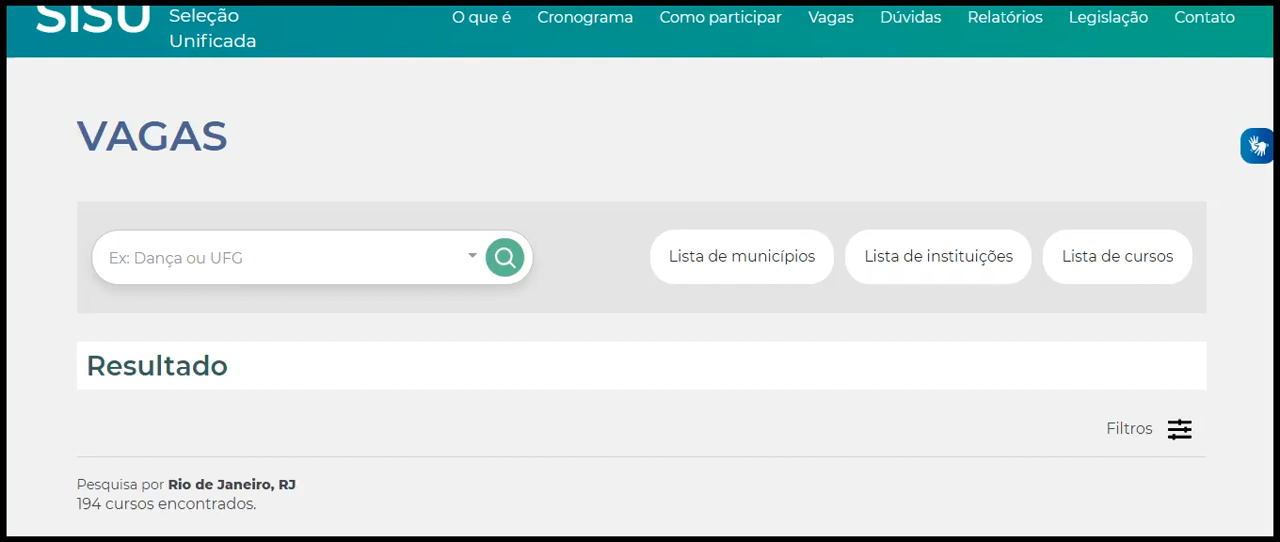 SISU
Seleção
Unificada
O que é Cronograma Como participar Vagas Dúvidas Relatórios Legislação Contato
VAGAS
Ex: Dança ou UFG
Lista de municípios Lista de instituições Lista de cursos
Resultado
Filtros
Pesquisa por Rio de Janeiro, RJ
194 cursos encontrados.